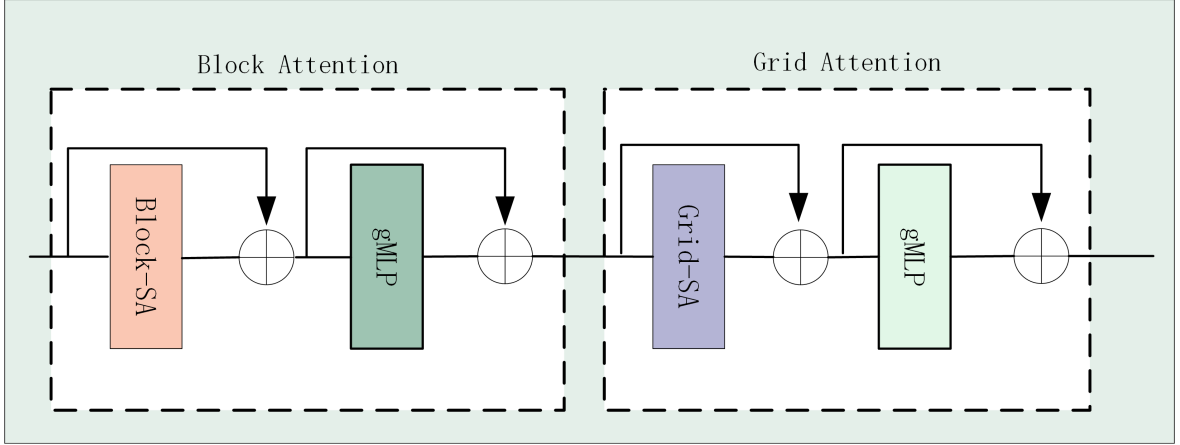 Block Attention
Grid Attention
Block-SA
gMLP
Grid-SA
gMLP